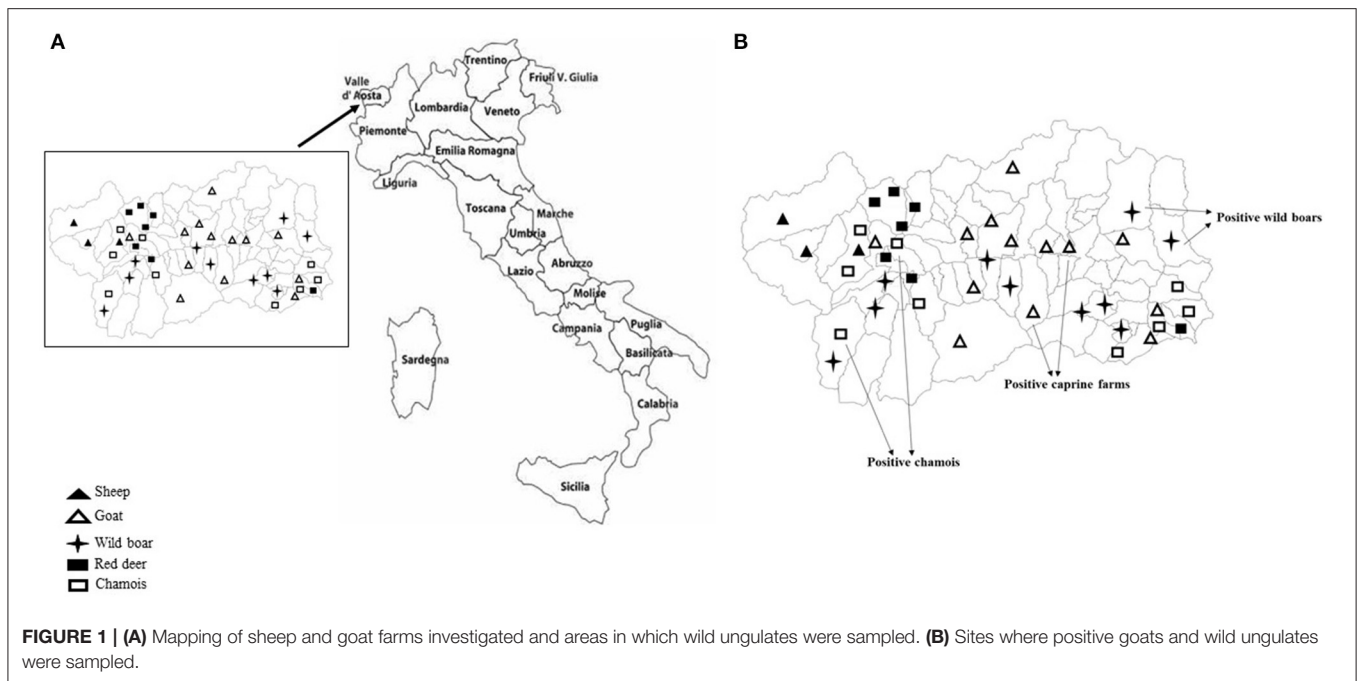 A
B
Trentino
Valle
d' Aosta
Friuli V. Giulia
Lombardia
Veneto
Piemonte
Emilia Romagna
Liguria
Toscana
Marche
Umbria
Lazio
Abruzzo
Molise
Campania
Puglia
Basilicata
Sardegna
Calabria
Sicilia
Sheep
Goat
Wild boar
Red deer
Chamois
Positive wild boars
Positive caprine farms
Positive chamois
FIGURE 1 | (A) Mapping of sheep and goat farms investigated and areas in which wild ungulates were sampled. (B) Sites where positive goats and wild ungulates
were sampled.